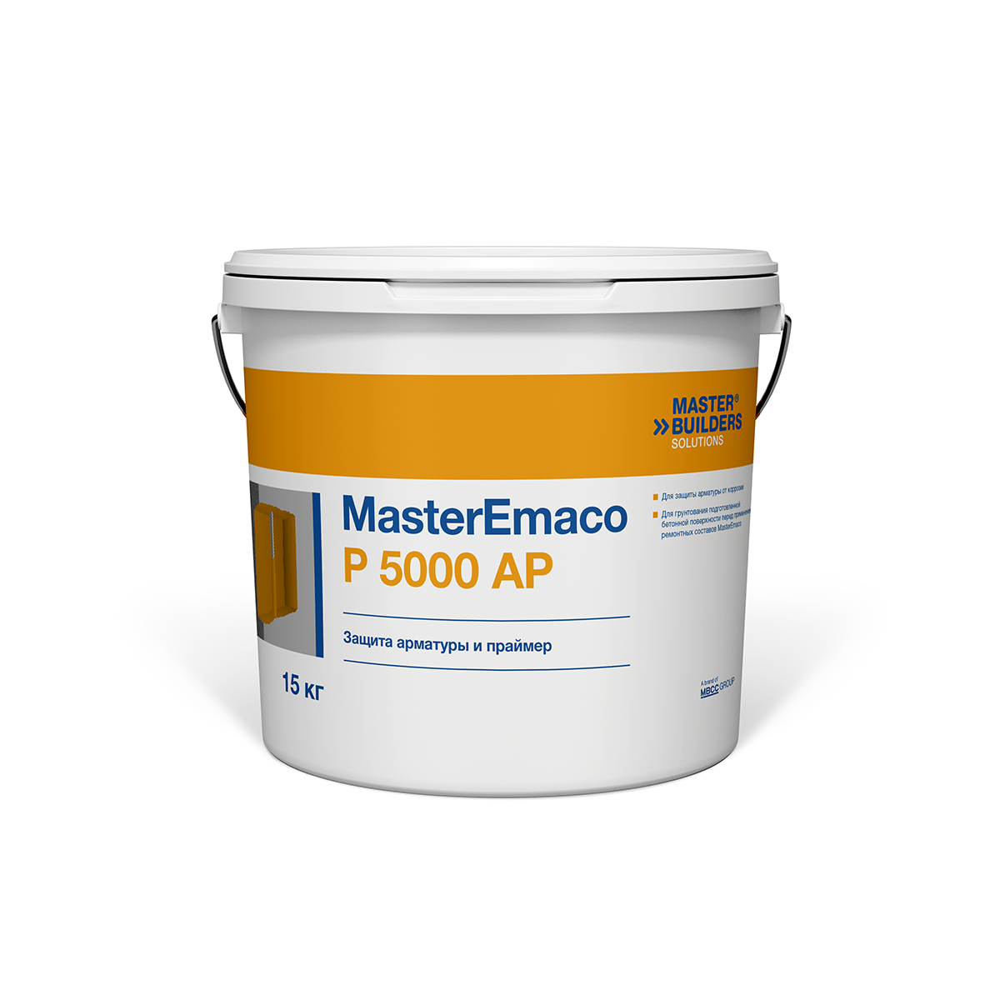 MASTER®
BUILDERS
SOLUTIONS
MasterEmaco
P 5000 AP
Защита арматуры и праймер
15 кг
Для защиты арматуры от коррозии
Для грунтования подготовленной
бетонной поверхности перед
ремонтных составов MasterEmaco
A brand of
MBCC GROUP